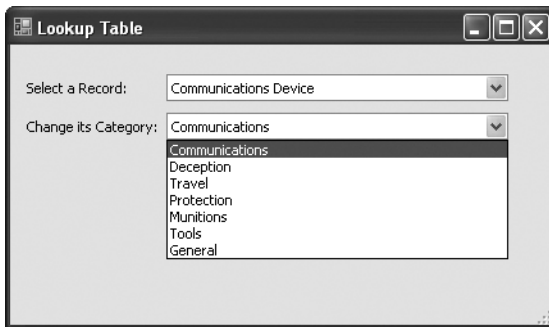 Lookup Table
Select a Record: Communications Device
Change its Category: Communications
Communications
Deception
Travel
Protection
Munitions
Tools
General